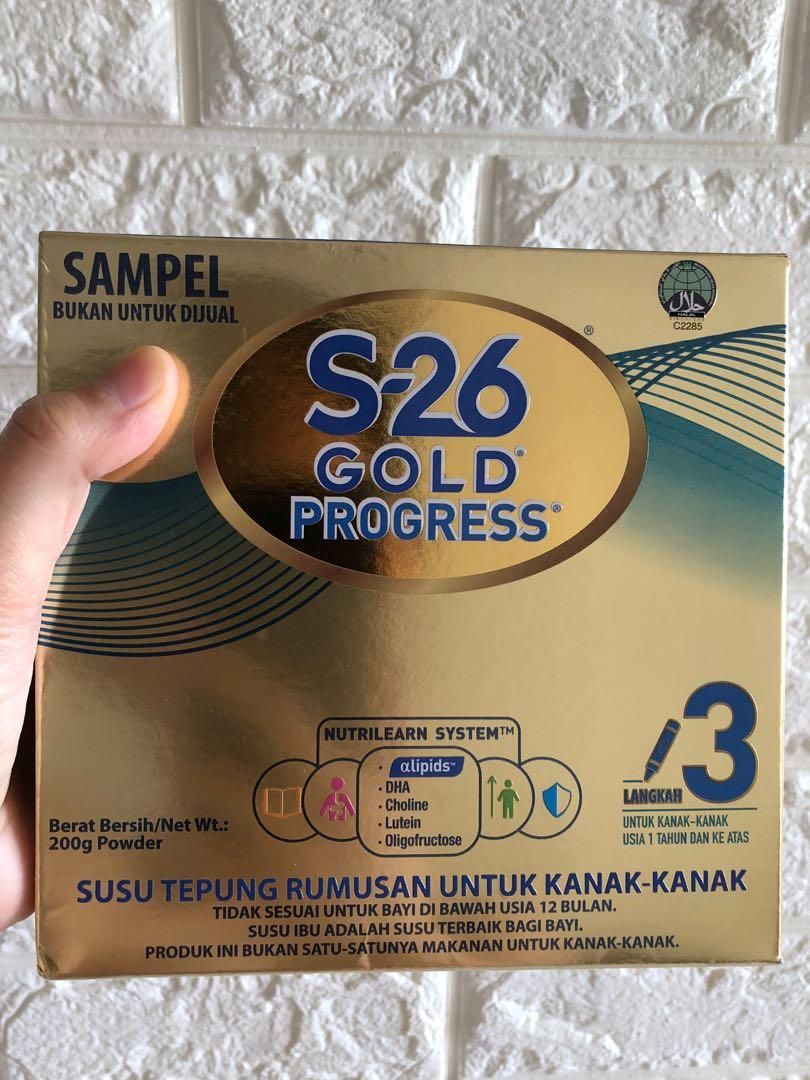 SAMPEL
BUKAN UNTUK DIJUAL
حلال
HALAL
C2285
S-26
GOLD®
PROGRESS®
®
NUTRILEARN SYSTEM™
αlipids™
• DHA
• Choline
• Lutein
• Oligofructose
3
LANGKAH
UNTUK KANAK-KANAK
USIA 1 TAHUN DAN KE ATAS
Berat Bersih/Net Wt.:
200g Powder
SUSU TEPUNG RUMUSAN UNTUK KANAK-KANAK
TIDAK SESUAI UNTUK BAYI DI BAWAH USIA 12 BULAN.
SUSU IBU ADALAH SUSU TERBAIK BAGI BAYI.
PRODUK INI BUKAN SATU-SATUNYA MAKANAN UNTUK KANAK-KANAK.